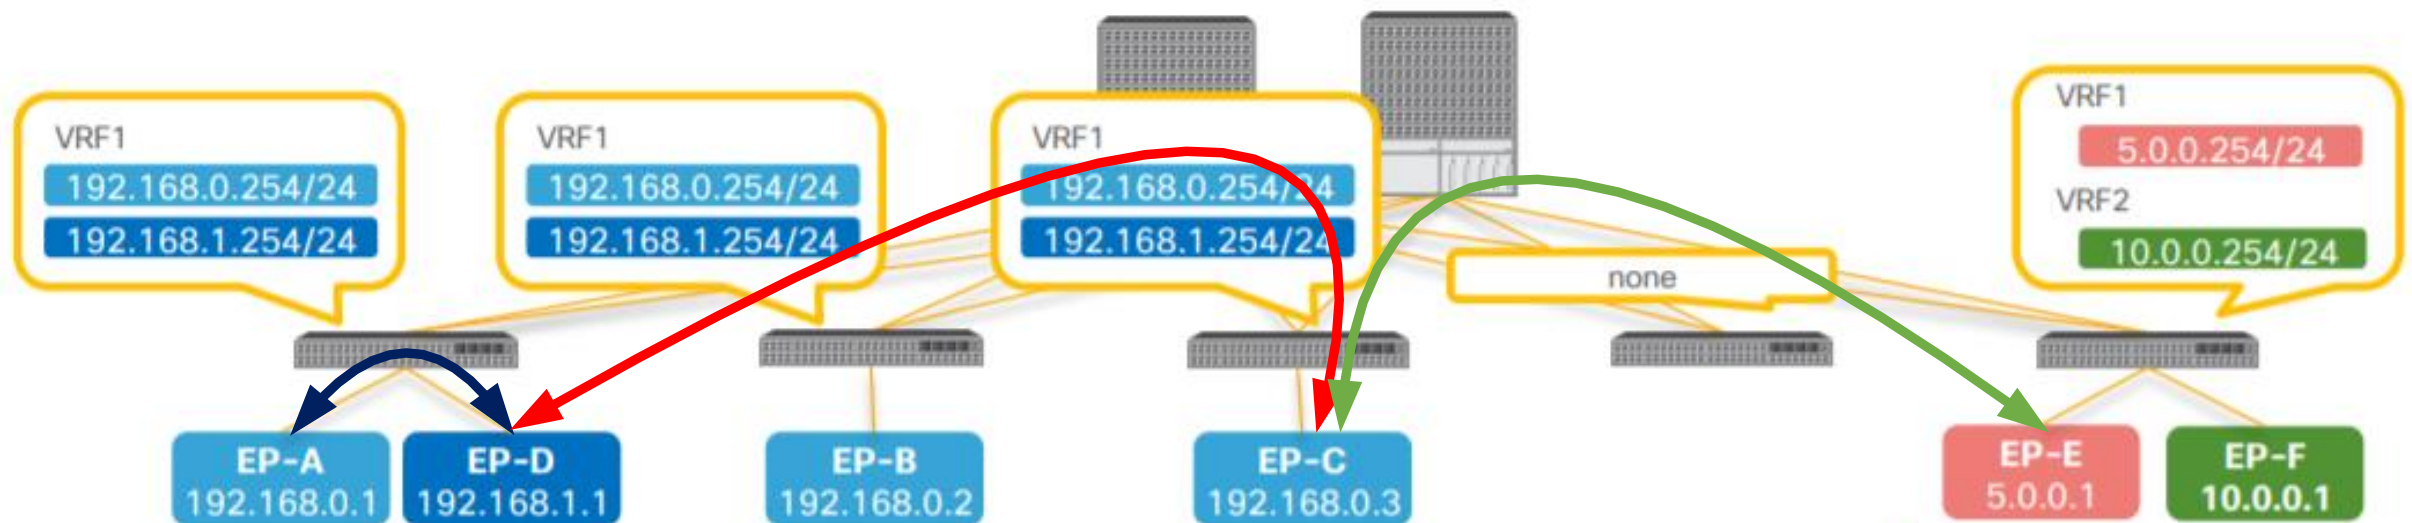 VRF1
192.168.0.254/24
192.168.1.254/24
VRF1
192.168.0.254/24
192.168.1.254/24
VRF1
192.168.0.254/24
192.168.1.254/24
none
VRF1
5.0.0.254/24
VRF2
10.0.0.254/24
EP-A
192.168.0.1
EP-D
192.168.1.1
EP-B
192.168.0.2
EP-C
192.168.0.3
EP-E
5.0.0.1
EP-F
10.0.0.1